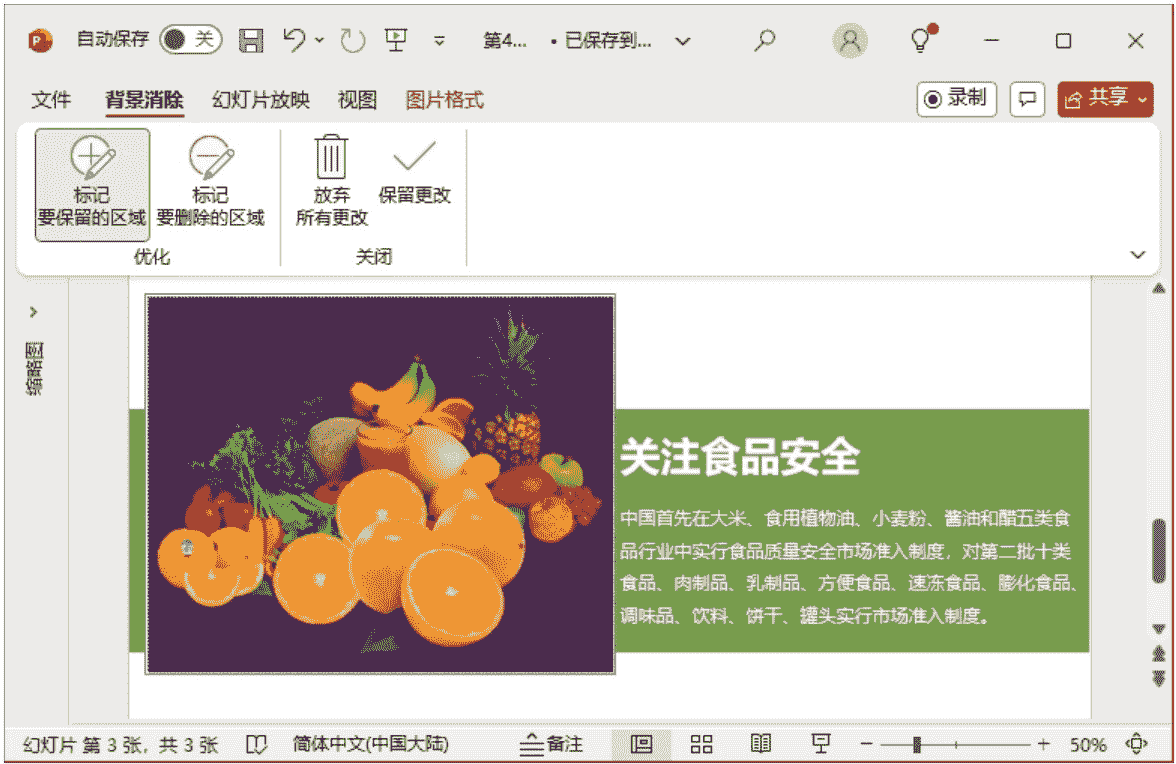 自动保存 关 第4... • 已保存到...
文件 背景消除 幻灯片放映 视图 图片格式 录制 共享
标记 标记 放弃 保留更改
要保留的区域 要删除的区域 所有更改
优化 关闭
缩略图
关注食品安全
中国首先在大米、食用植物油、小麦粉、酱油和醋五类食
品行业中实行食品质量安全市场准入制度，对第二批十类
食品、肉制品、乳制品、方便食品、速冻食品、膨化食品、
调味品、饮料、饼干、罐头实行市场准入制度。
幻灯片 第 3 张，共 3 张 简体中文(中国大陆) 备注 50%